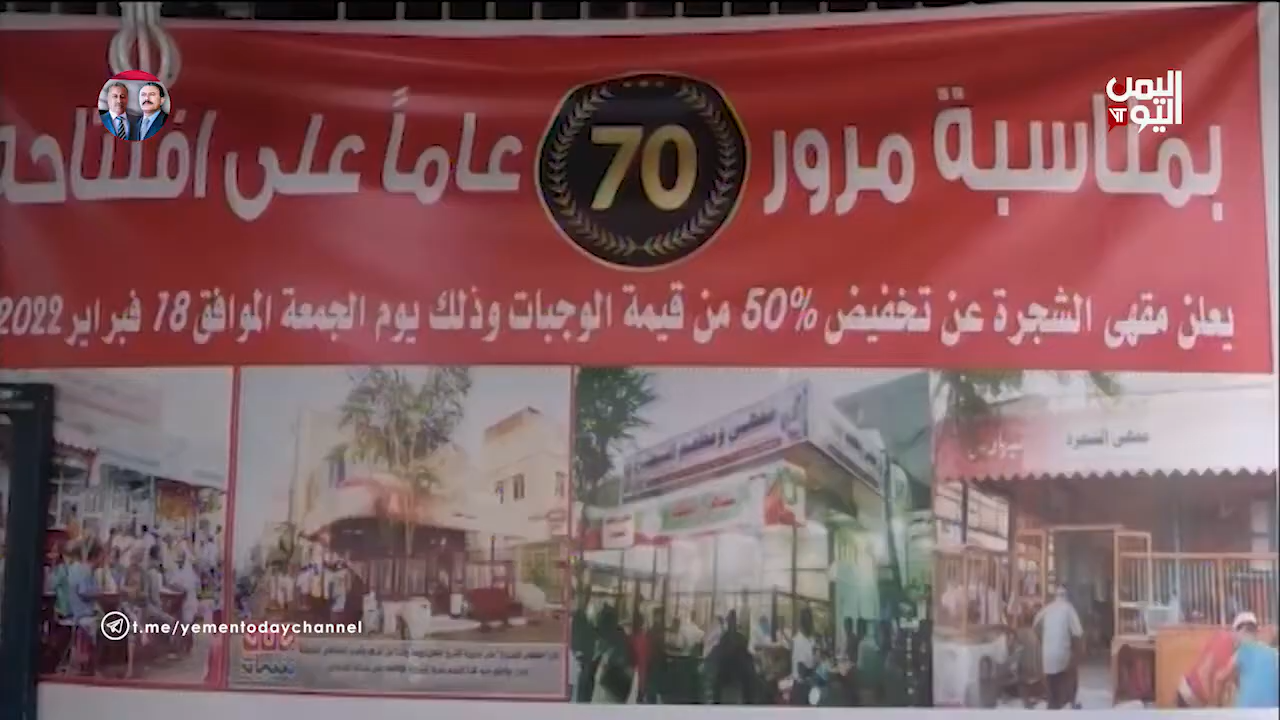 اليمن
اليوم
بمناسبة مرور 70 عاماً على افتتاحه
يعلن مقهى الشجرة عن تخفيض 50% من قيمة الوجبات وذلك يوم الجمعة الموافق 18 فبراير 2022
مقهى الشجرة
t.me/yementodaychannel